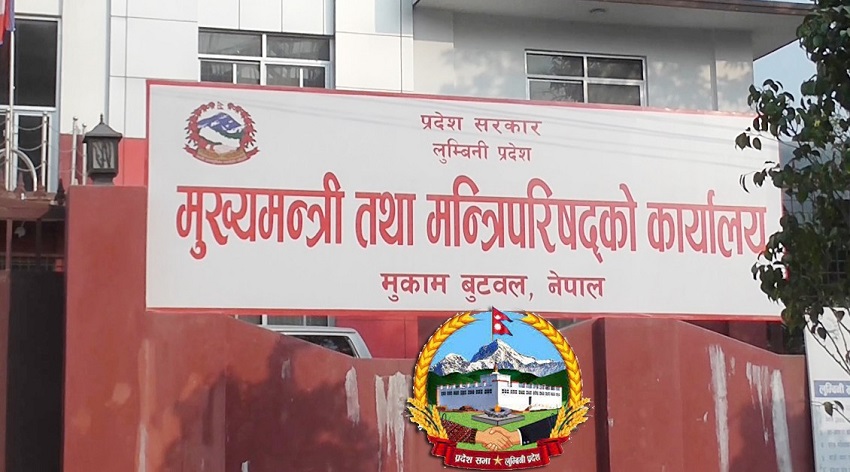 प्रदेश सरकार
लुम्बिनी प्रदेश
मुख्यमन्त्री तथा मन्त्रिपरिषद्को कार्यालय
मुकाम बुटवल, नेपाल
प्रदेश सभा ★ लुम्बिनी प्रदेश
लुम्बिनी